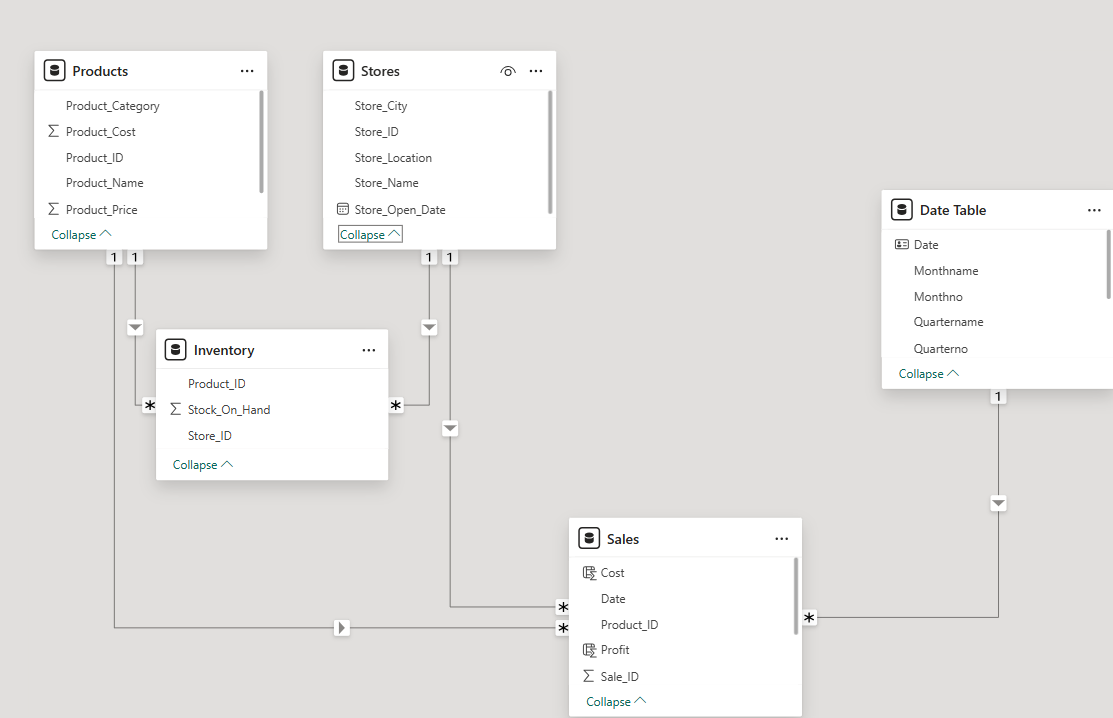 Products
Product_Category
Product_Cost
Product_ID
Product_Name
Product_Price
Collapse
1 1
Stores
Store_City
Store_ID
Store_Location
Store_Name
Store_Open_Date
Collapse
1 1
Date Table
Date
Monthname
Monthno
Quartername
Quarterno
Collapse
1
Inventory
Product_ID
Stock_On_Hand
Store_ID
Collapse
* *
Sales
Cost
Date
Product_ID
Profit
Sale_ID
Collapse
*
*
*